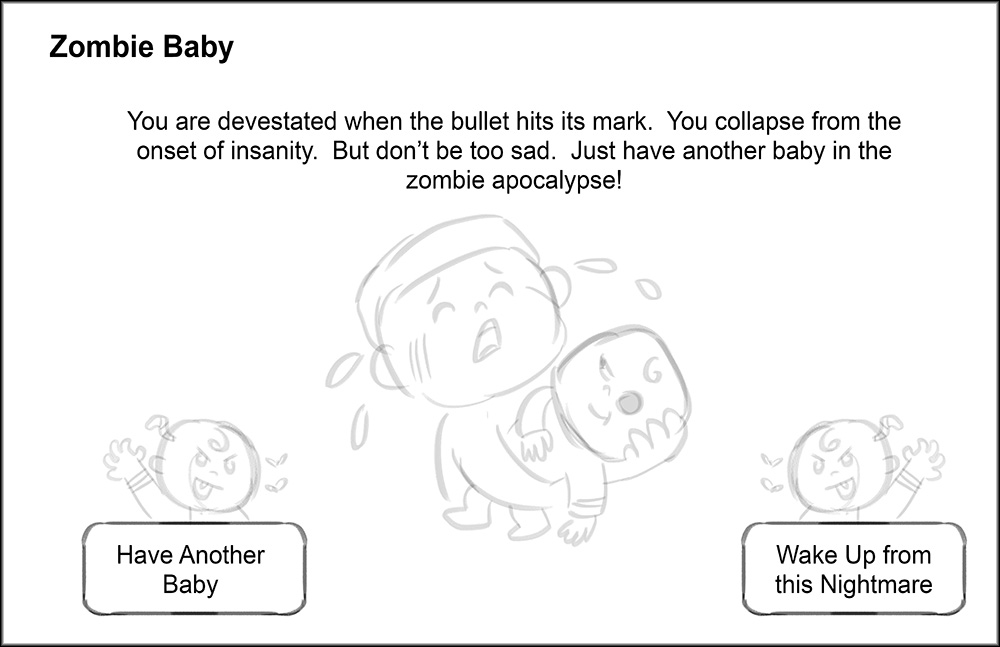 Zombie Baby
You are devestated when the bullet hits its mark.  You collapse from the
onset of insanity.  But don’t be too sad.  Just have another baby in the
zombie apocalypse!
Have Another
Baby
Wake Up from
this Nightmare